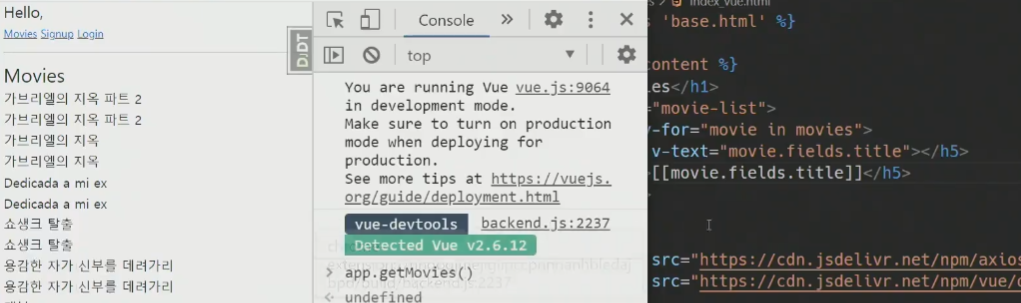 Hello,
Movies Signup Login
DjDT
Movies
가브리엘의 지옥 파트 2
가브리엘의 지옥 파트 2
가브리엘의 지옥
가브리엘의 지옥
Dedicada a mi ex
Dedicada a mi ex
쇼생크 탈출
쇼생크 탈출
용감한 자가 신부를 데려가리
용감한 자가 신부를 데려가리
Console »
top
You are running Vue vue.js:9064
in development mode.
Make sure to turn on production
mode when deploying for
production.
See more tips at https://vuejs.
org/guide/deployment.html
vue-devtools backend.js:2237
Detected Vue v2.6.12
> app.getMovies()
undefined
index_vue.html
'base.html' %}
content %}
es</h1>
="movie-list">
v-for="movie in movies">
v-text="movie.fields.title"></h5>
>[[movie.fields.title]]</h5>
src="https://cdn.jsdelivr.net/npm/axios
src="https://cdn.jsdelivr.net/npm/vue/